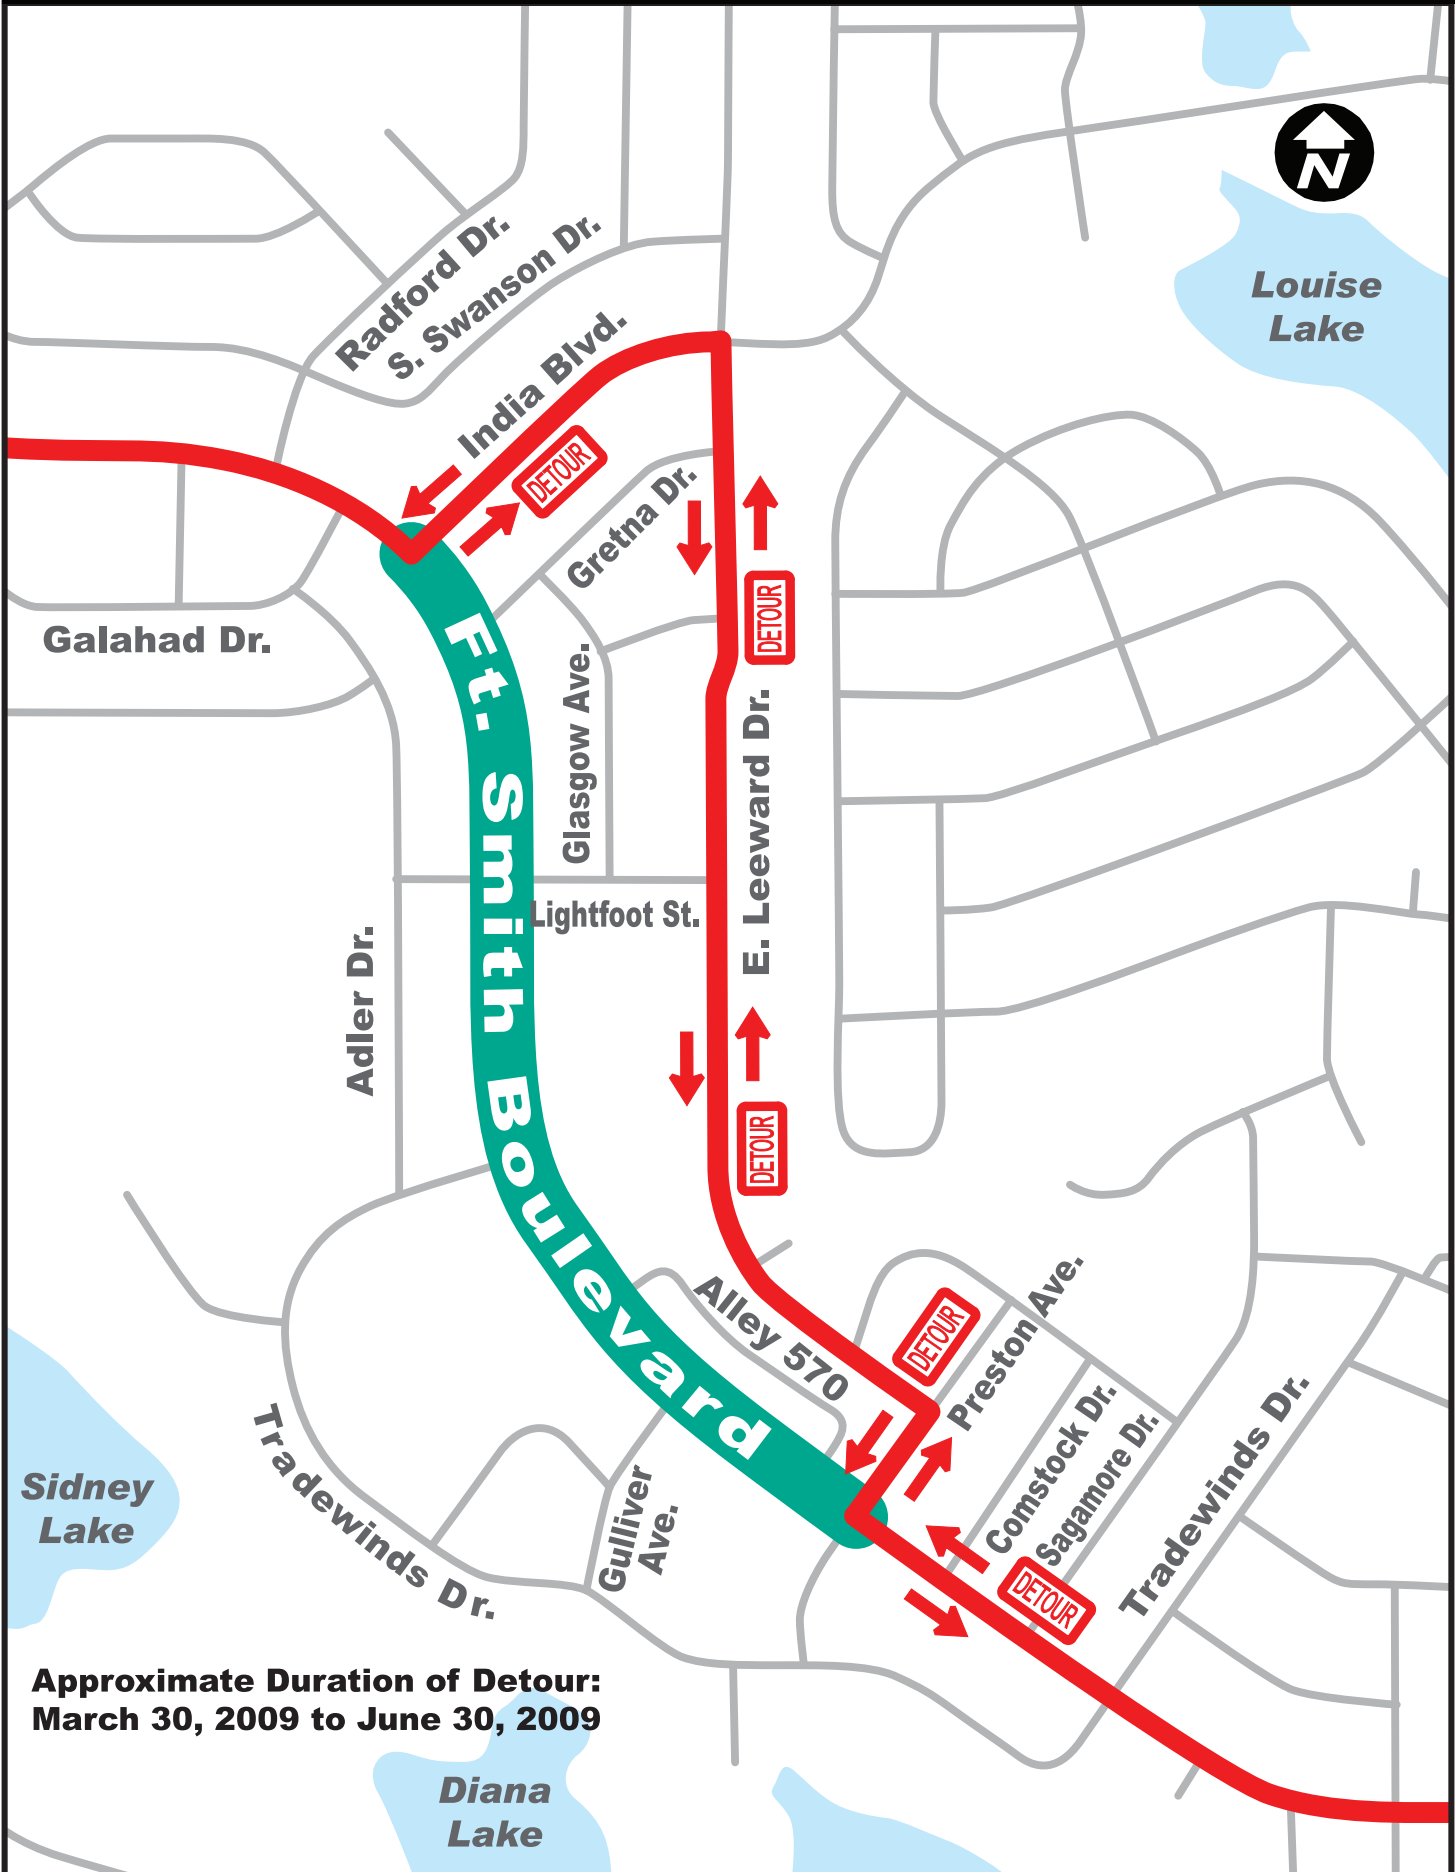 N
Louise
Lake
Radford Dr.
S. Swanson Dr.
India Blvd.
DETOUR
Gretna Dr.
DETOUR
Galahad Dr.
Ft. Smith Boulevard
Glasgow Ave.
E. Leeward Dr.
Lightfoot St.
Adler Dr.
DETOUR
Alley 570
DETOUR
Preston Ave.
Comstock Dr.
Sagamore Dr.
DETOUR
Tradewinds Dr.
Sidney
Lake
Tradewinds Dr.
Gulliver
Ave.
Approximate Duration of Detour:
March 30, 2009 to June 30, 2009
Diana
Lake